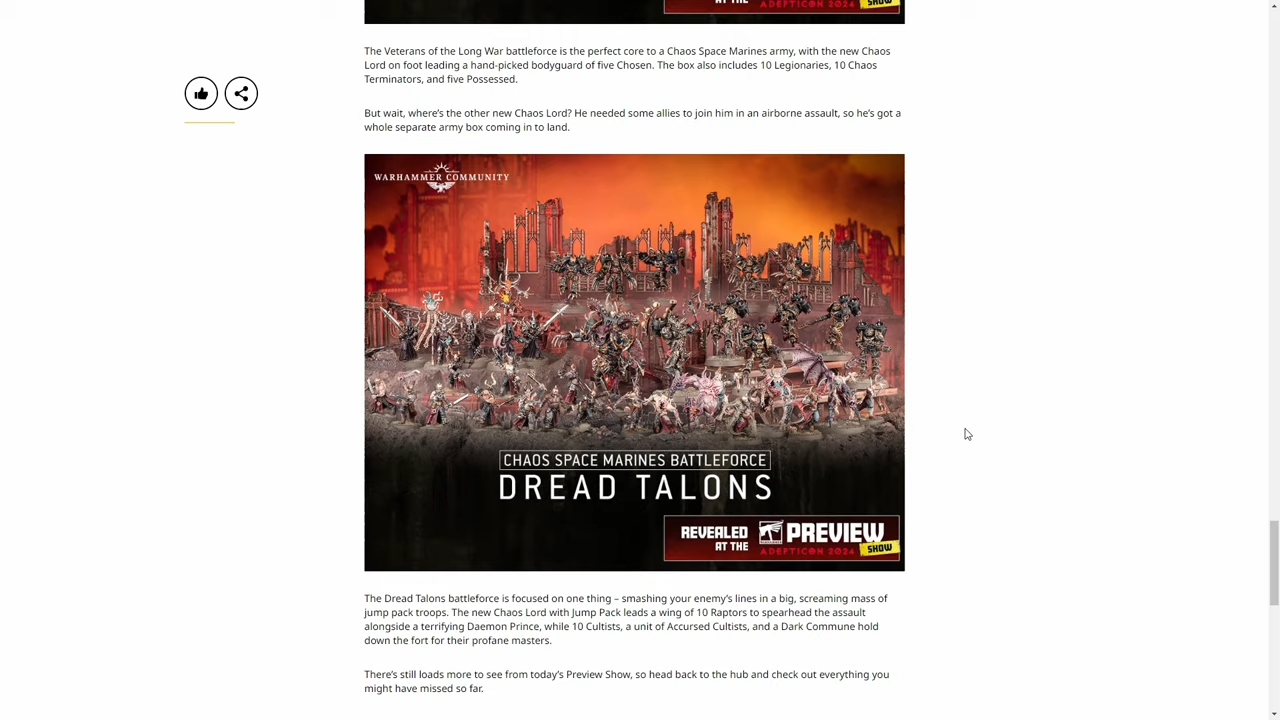 ADEPTICON 2024
SHOW
The Veterans of the Long War battleforce is the perfect core to a Chaos Space Marines army, with the new Chaos
Lord on foot leading a hand-picked bodyguard of five Chosen. The box also includes 10 Legionaries, 10 Chaos
Terminators, and five Possessed.
But wait, where’s the other new Chaos Lord? He needed some allies to join him in an airborne assault, so he’s got a
whole separate army box coming in to land.
WARHAMMER COMMUNITY
CHAOS SPACE MARINES BATTLEFORCE
DREAD TALONS
REVEALED
AT THE
PREVIEW
ADEPTICON 2024
SHOW
The Dread Talons battleforce is focused on one thing – smashing your enemy’s lines in a big, screaming mass of
jump pack troops. The new Chaos Lord with Jump Pack leads a wing of 10 Raptors to spearhead the assault
alongside a terrifying Daemon Prince, while 10 Cultists, a unit of Accursed Cultists, and a Dark Commune hold
down the fort for their profane masters.
There’s still loads more to see from today’s Preview Show, so head back to the hub and check out everything you
might have missed so far.